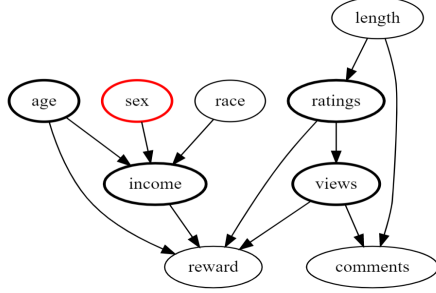 length
age sex race ratings
income views
reward comments